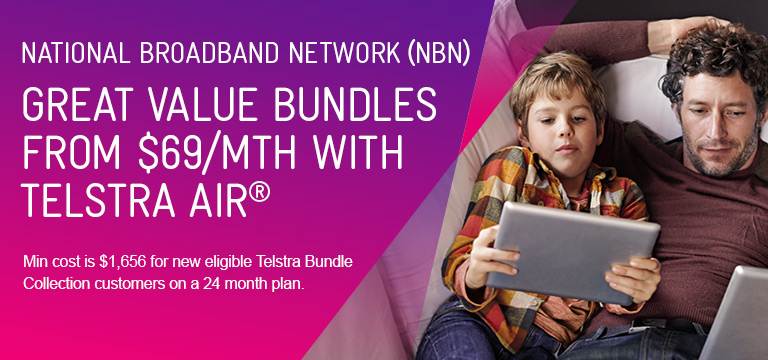 NATIONAL BROADBAND NETWORK (NBN)
GREAT VALUE BUNDLES
FROM $69/MTH WITH
TELSTRA AIR®
Min cost is $1,656 for new eligible Telstra Bundle
Collection customers on a 24 month plan.